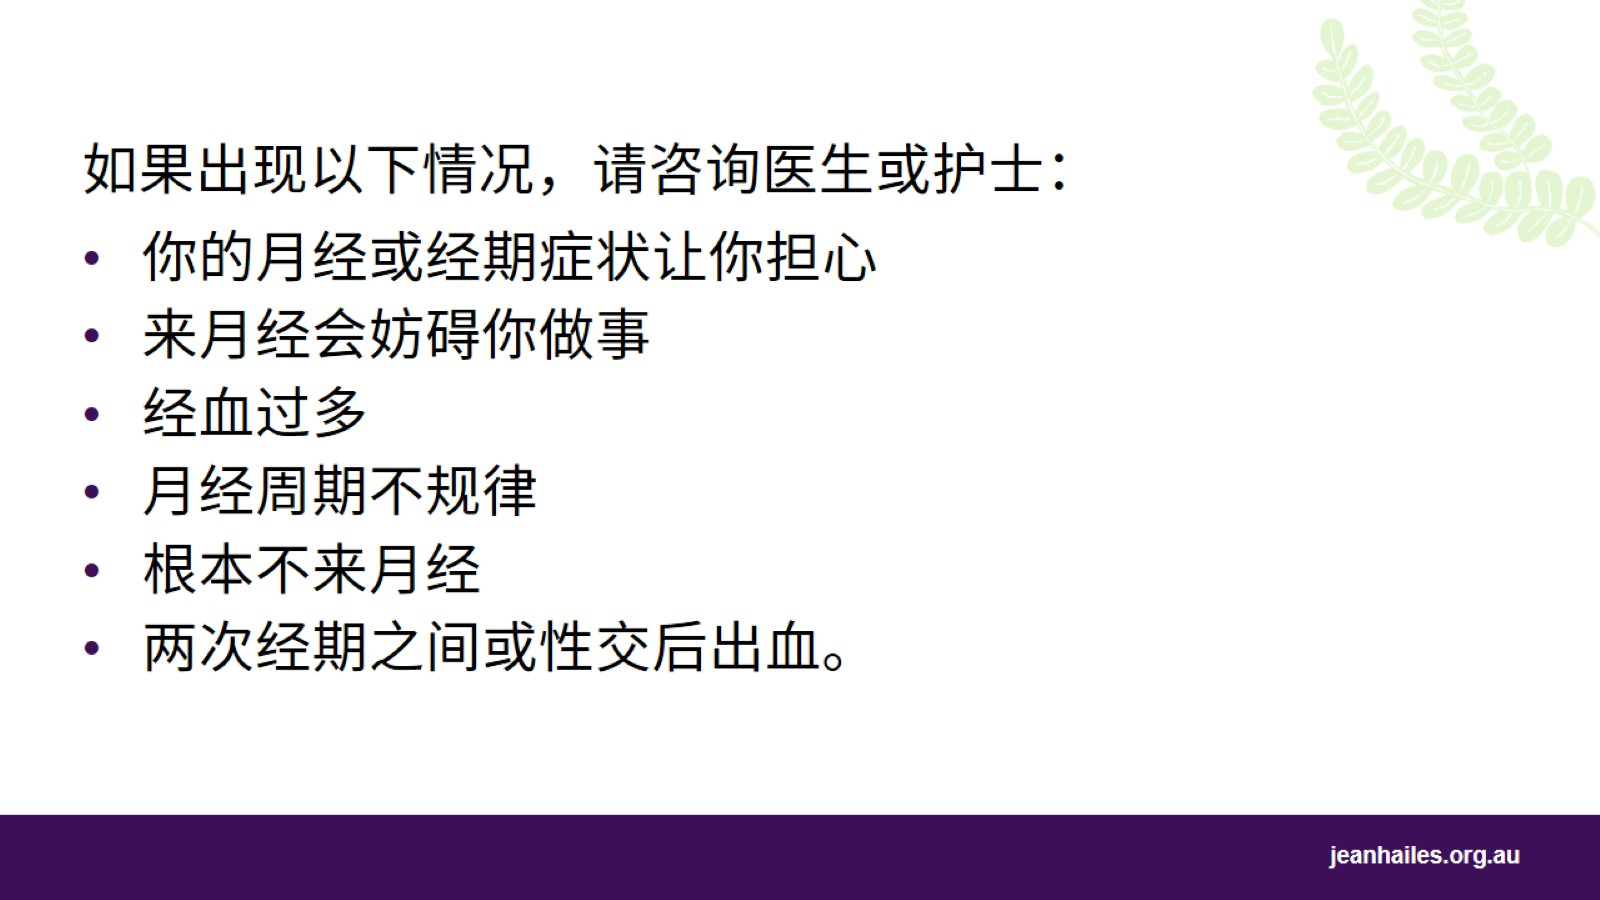 如果出现以下情况，请咨询医生或护士：
• 你的月经或经期症状让你担心
• 来月经会妨碍你做事
• 经血过多
• 月经周期不规律
• 根本不来月经
• 两次经期之间或性交后出血。
jeanhailes.org.au